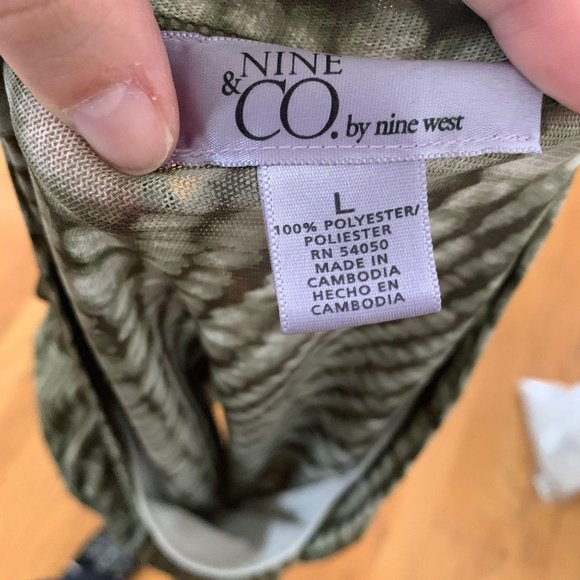 NINE
& CO. by nine west
L
100% POLYESTER/
POLIESTER
RN 54050
MADE IN
CAMBODIA
HECHO EN
CAMBODIA